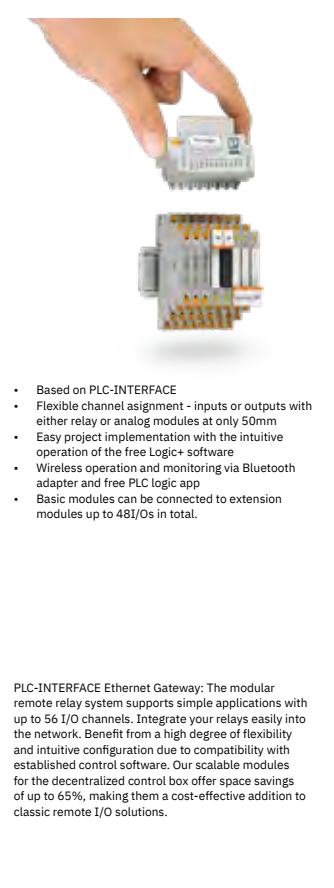 • Based on PLC-INTERFACE
• Flexible channel asignment - inputs or outputs with
either relay or analog modules at only 50mm
• Easy project implementation with the intuitive
operation of the free Logic+ software
• Wireless operation and monitoring via Bluetooth
adapter and free PLC logic app
• Basic modules can be connected to extension
modules up to 48I/Os in total.
PLC-INTERFACE Ethernet Gateway: The modular
remote relay system supports simple applications with
up to 56 I/O channels. Integrate your relays easily into
the network. Benefit from a high degree of flexibility
and intuitive configuration due to compatibility with
established control software. Our scalable modules
for the decentralized control box offer space savings
of up to 65%, making them a cost-effective addition to
classic remote I/O solutions.